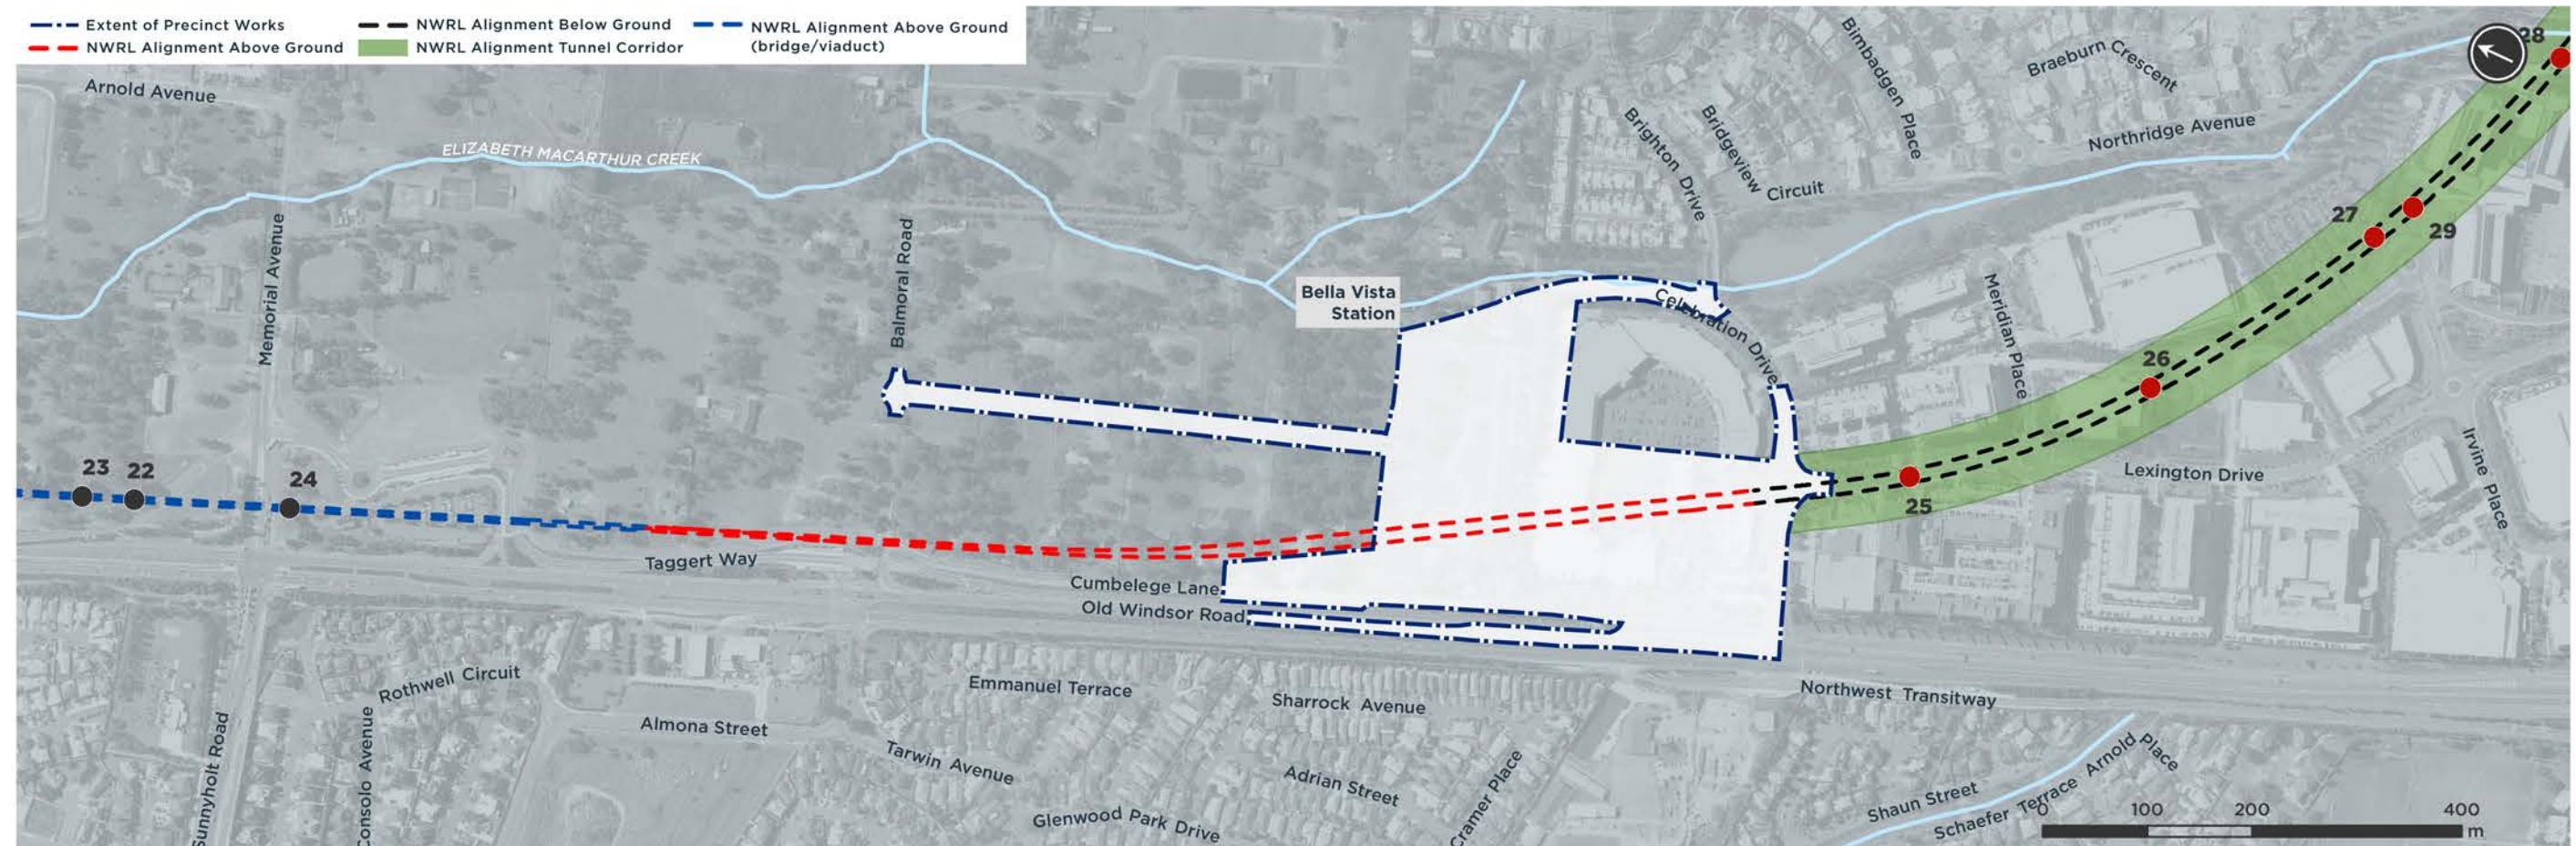 Extent of Precinct Works
NWRL Alignment Below Ground
NWRL Alignment Above Ground
(bridge/viaduct)
NWRL Alignment Above Ground
NWRL Alignment Tunnel Corridor
28
Arnold Avenue
Bimbadgen Place
Braeburn Crescent
Brighton Drive
Bridgeview Circuit
Northridge Avenue
ELIZABETH MACARTHUR CREEK
Memorial Avenue
Balmoral Road
Bella Vista
Station
Celebration Drive
Meridian Place
27
29
26
25
23
22
24
Lexington Drive
Irvine Place
Taggert Way
Cumbelege Lane
Old Windsor Road
Rothwell Circuit
Emmanuel Terrace
Sharrock Avenue
Northwest Transitway
Sunnyholt Road
Consolo Avenue
Almona Street
Tarwin Avenue
Adrian Street
Cramer Place
Glenwood Park Drive
Shaun Street
Schaefer Terrace
Arnold Place
0
100
200
400
m